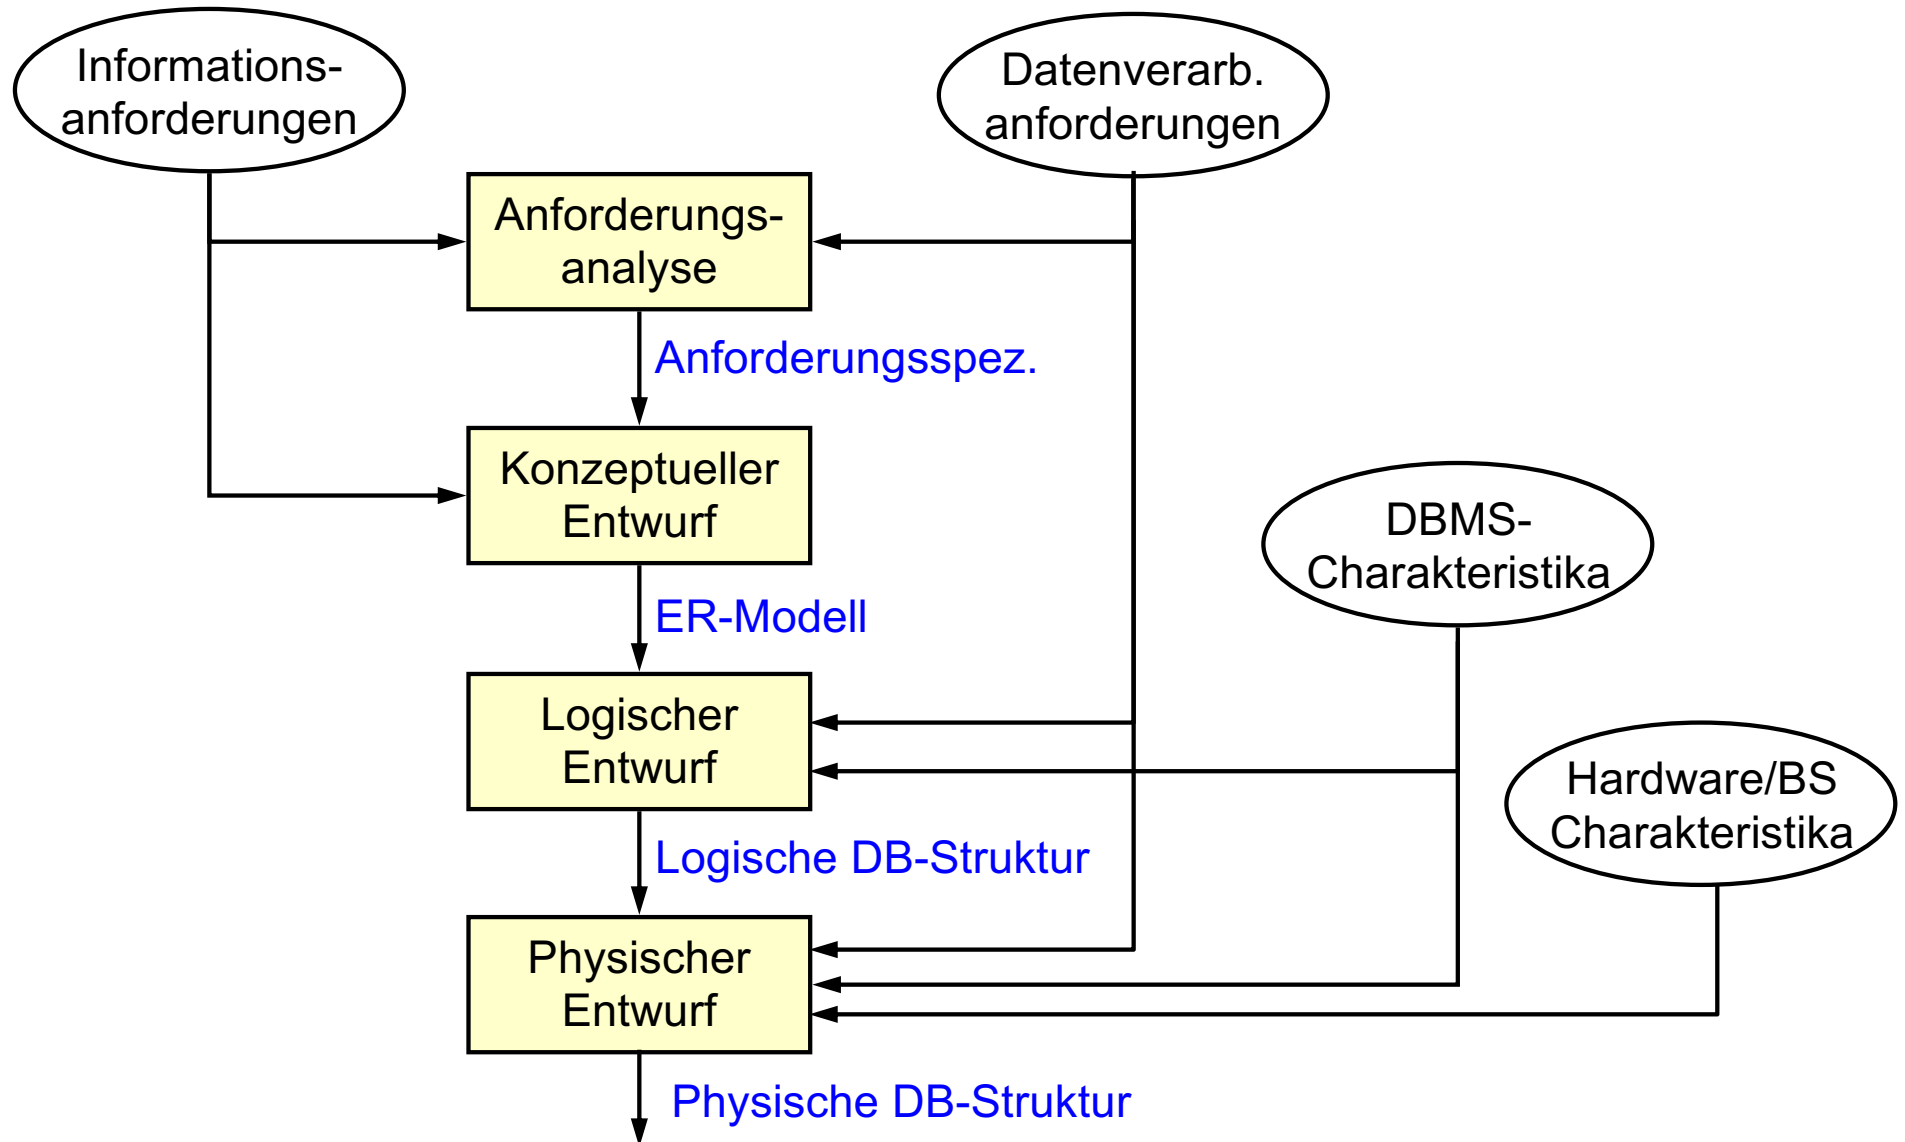 Informations-
anforderungen
Datenverarb.
anforderungen
Anforderungs-
analyse
Anforderungsspez.
Konzeptueller
Entwurf
DBMS-
Charakteristika
ER-Modell
Logischer
Entwurf
Hardware/BS
Charakteristika
Logische DB-Struktur
Physischer
Entwurf
Physische DB-Struktur